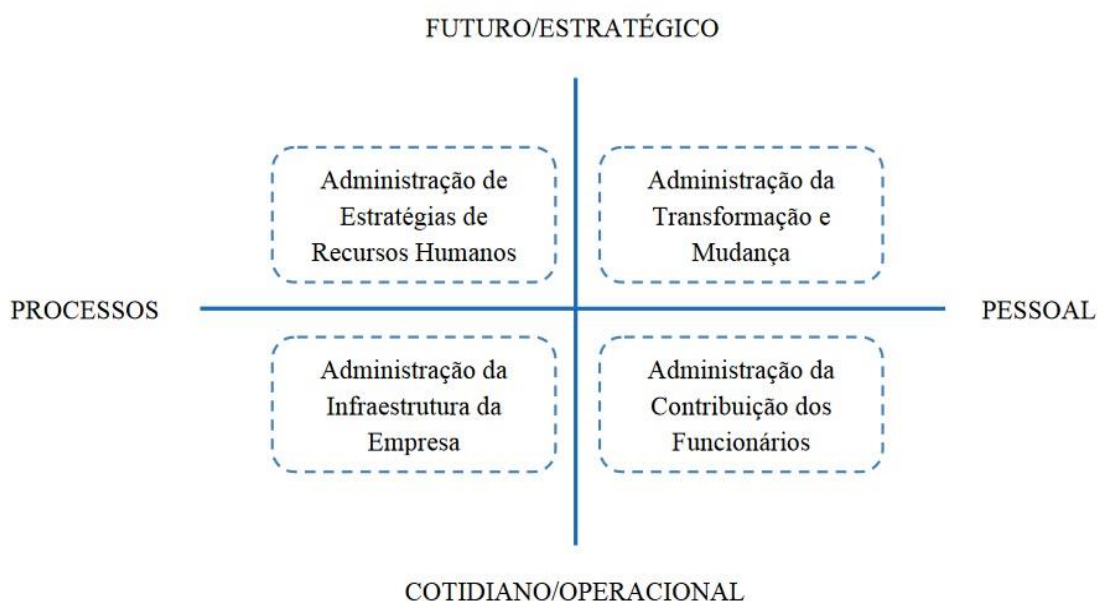 FUTURO/ESTRATÉGICO
Administração de
Estratégias de
Recursos Humanos
Administração da
Transformação e
Mudança
PROCESSOS
PESSOAL
Administração da
Infraestrutura da
Empresa
Administração da
Contribuição dos
Funcionários
COTIDIANO/OPERACIONAL